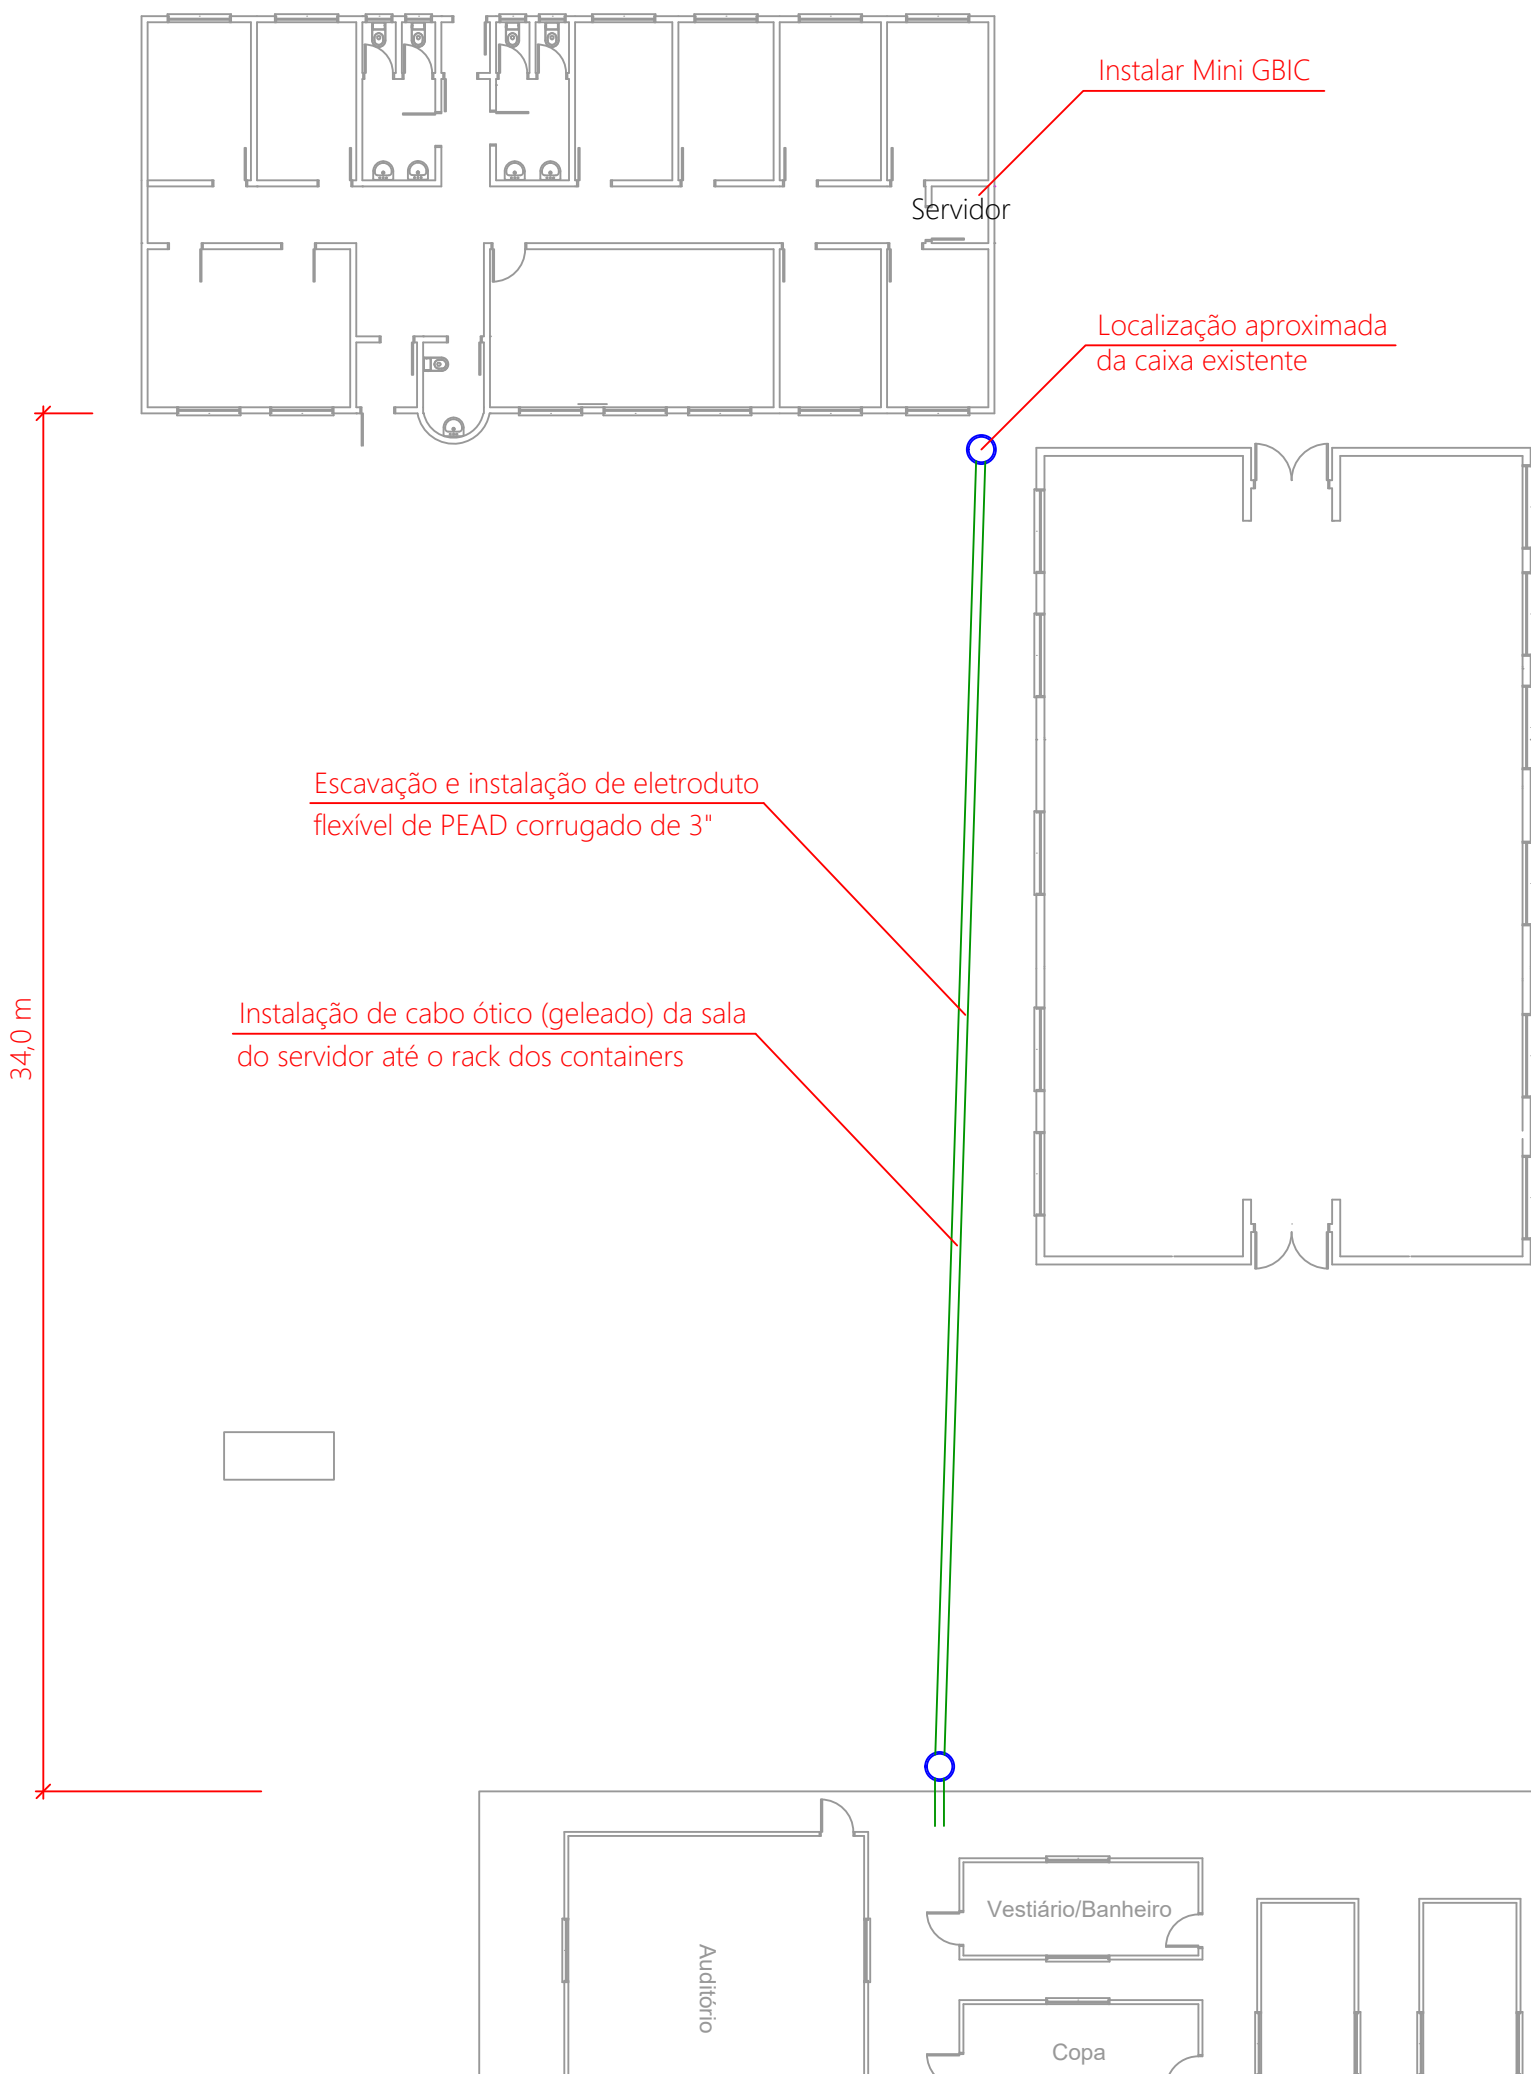 Instalar Mini GBIC
Servidor
Localização aproximada
da caixa existente
Escavação e instalação de eletroduto
flexível de PEAD corrugado de 3"
Instalação de cabo ótico (geleado) da sala
do servidor até o rack dos containers
34,0 m
Vestiário/Banheiro
Auditório
Copa